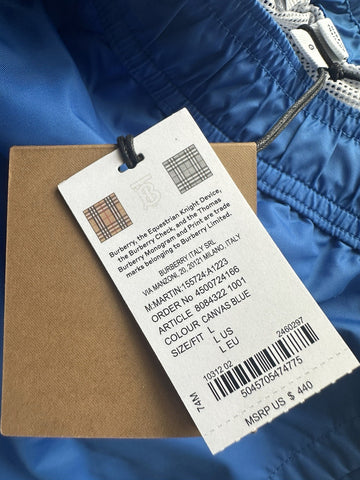 Burberry, the Equestrian Knight Device,
the Burberry Check, and the Thomas
Burberry Monogram and Print are trade
marks belonging to Burberry Limited.
BURBERRY ITALY SRL
VIA MANZONI, 20, 20121 MILANO, ITALY
M.MARTIN:155724:A1223
ORDER No 4500724166
ARTICLE 8084322.1001
COLOUR CANVAS BLUE
SIZE/FIT L
L US
L EU
74M
10312 02 2460297
5045705474775
MSRP US $ 440